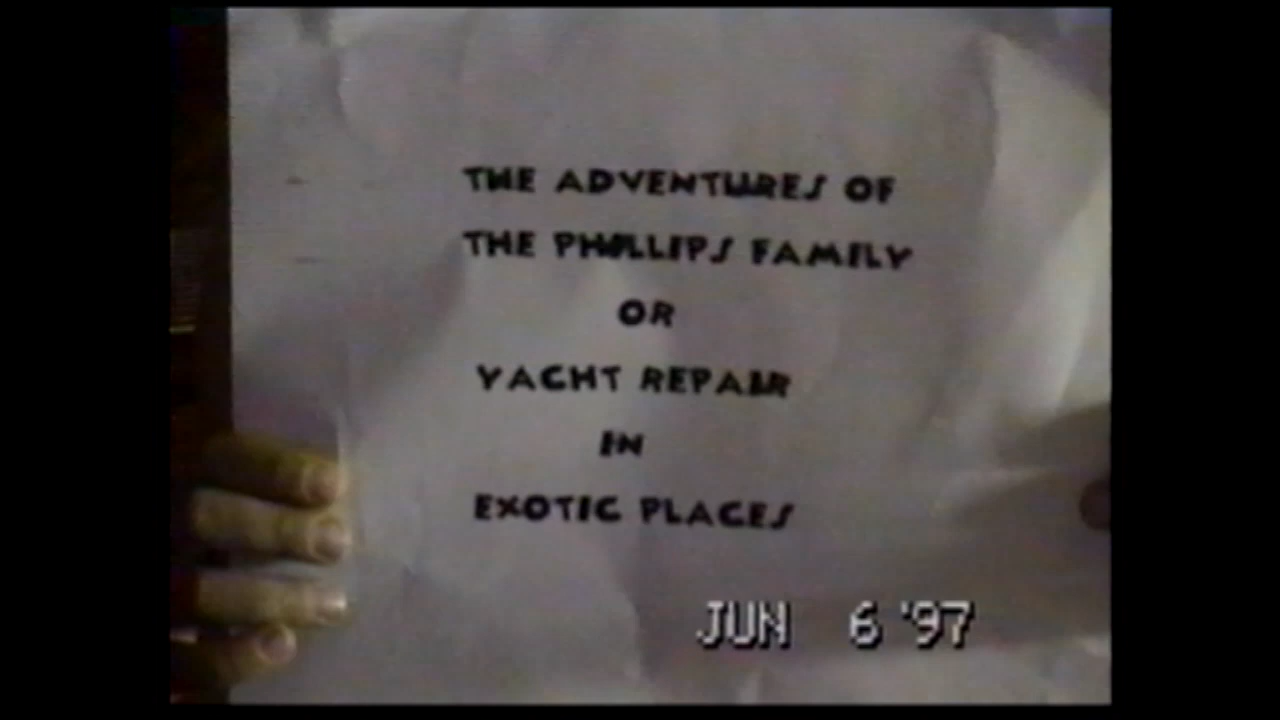 THE ADVENTURES OF
THE PHILLIPS FAMILY
OR
YACHT REPAIR
IN
EXOTIC PLACES
JUN 6 '97